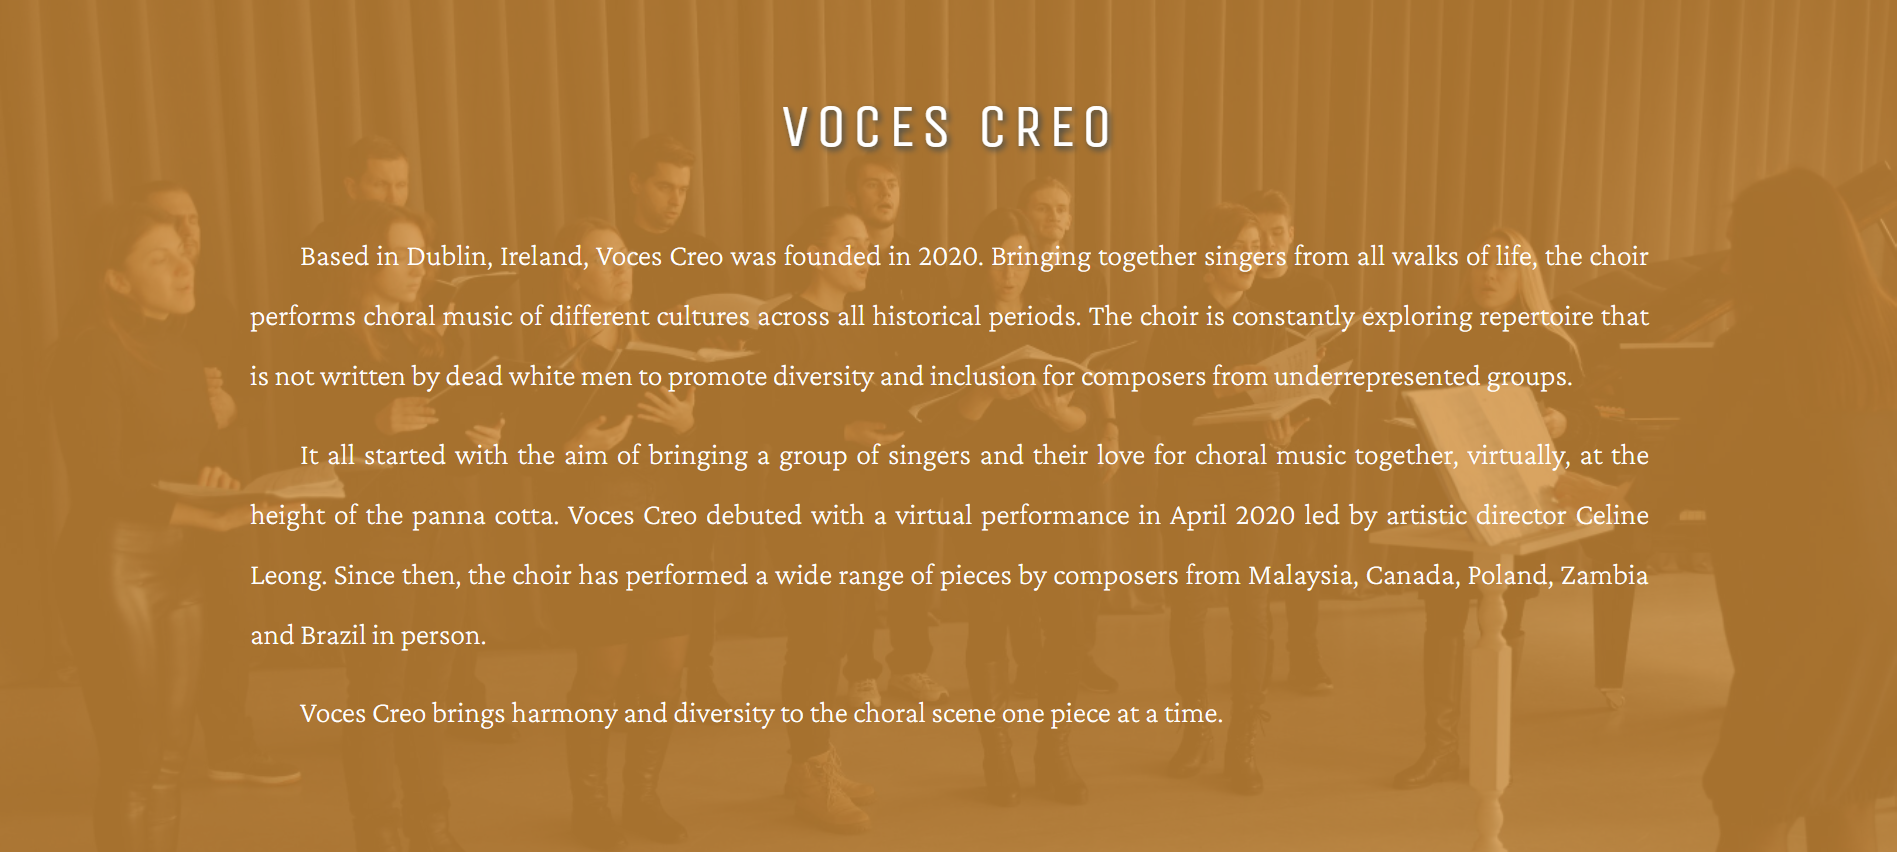 VOCES CREO
Based in Dublin, Ireland, Voces Creo was founded in 2020. Bringing together singers from all walks of life, the choir
performs choral music of different cultures across all historical periods. The choir is constantly exploring repertoire that
is not written by dead white men to promote diversity and inclusion for composers from underrepresented groups.
It all started with the aim of bringing a group of singers and their love for choral music together, virtually, at the
height of the panna cotta. Voces Creo debuted with a virtual performance in April 2020 led by artistic director Celine
Leong. Since then, the choir has performed a wide range of pieces by composers from Malaysia, Canada, Poland, Zambia
and Brazil in person.
Voces Creo brings harmony and diversity to the choral scene one piece at a time.